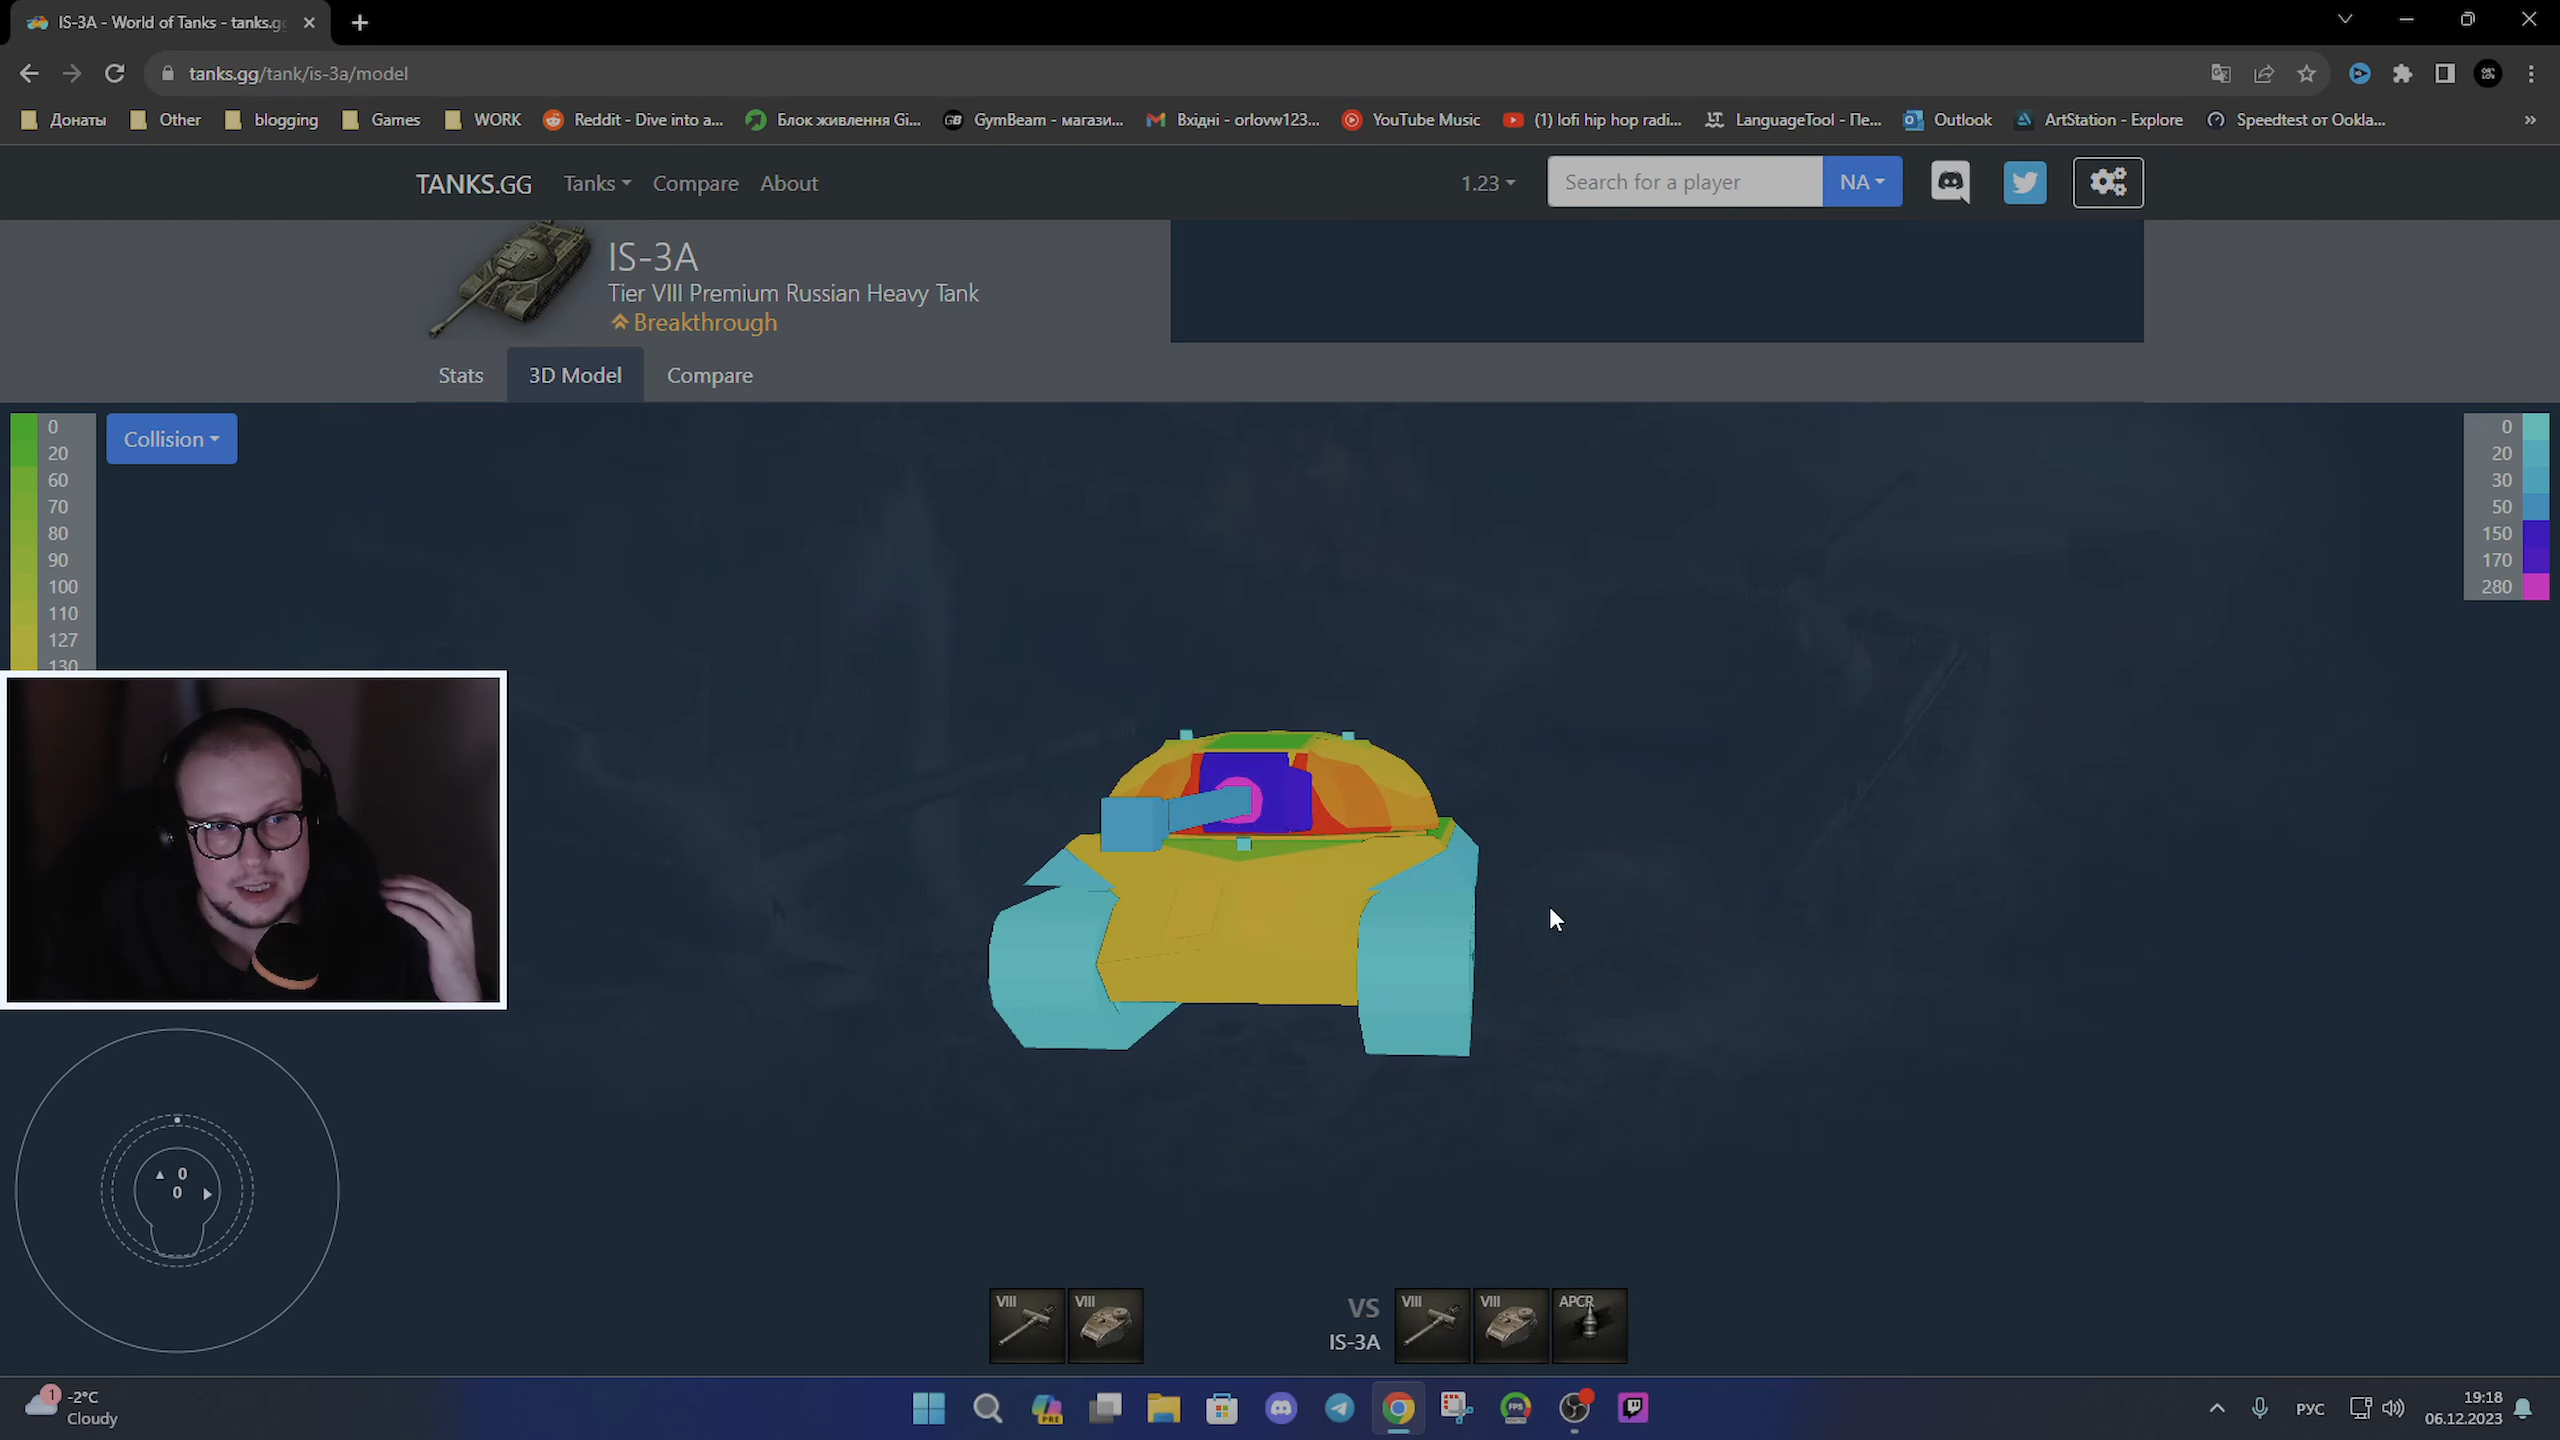 IS-3A - World of Tanks - tanks.gg
tanks.gg/tank/is-3a/model
Донаты
Other
blogging
Games
WORK
Reddit - Dive into a...
Блок живлення Gi...
GymBeam - магази...
Вхідні - orlovw123...
YouTube Music
(1) lofi hip hop radi...
LanguageTool - Пе...
Outlook
ArtStation - Explore
Speedtest от Ookla...
TANKS.GG
Tanks
Compare
About
1.23
Search for a player
NA
IS-3A
Tier VIII Premium Russian Heavy Tank
Breakthrough
Stats
3D Model
Compare
0
20
60
70
80
90
100
110
127
130
Collision
0
20
30
50
150
170
280
0
0
VIII
VIII
VS
IS-3A
VIII
VIII
APCR
1
-2°C
Cloudy
PRE
FPS
РУС
19:18
06.12.2023